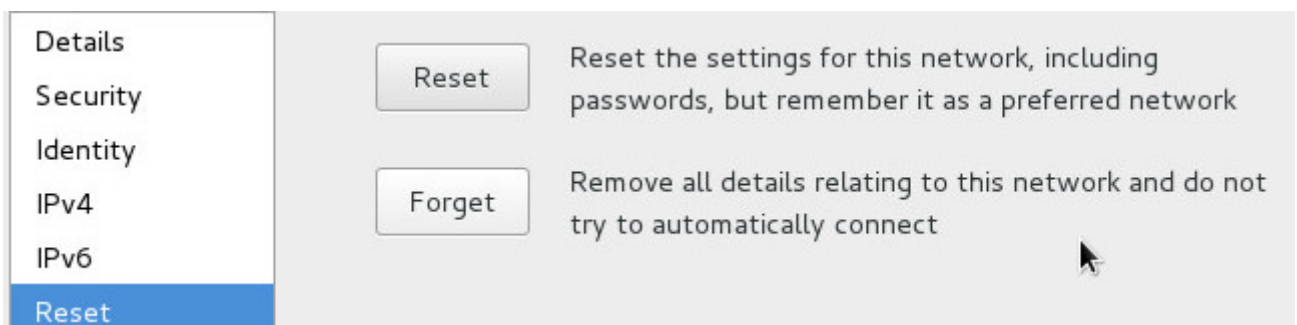 Details
Security
Identity
IPv4
IPv6
Reset
Reset
Reset the settings for this network, including
passwords, but remember it as a preferred network
Forget
Remove all details relating to this network and do not
try to automatically connect